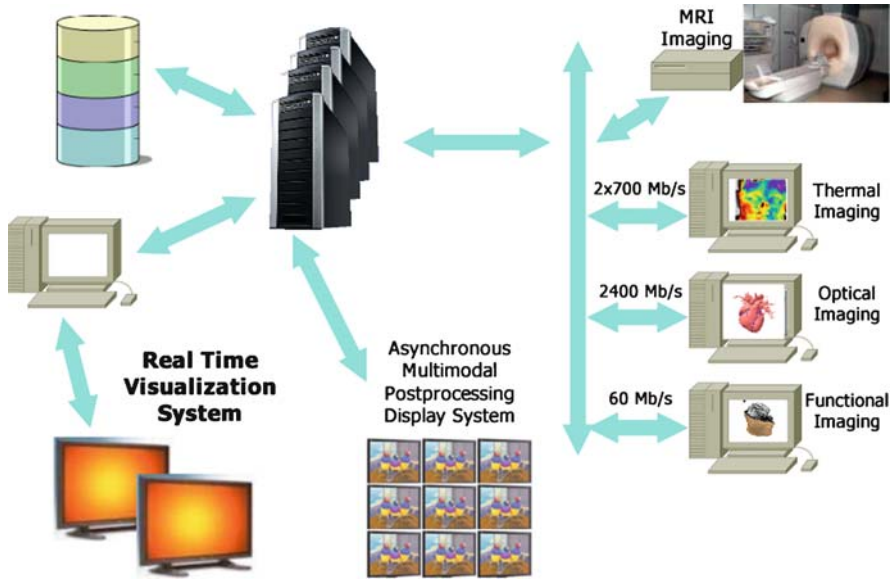 MRI
Imaging
2x700 Mb/s
Thermal
Imaging
2400 Mb/s
Optical
Imaging
60 Mb/s
Functional
Imaging
Real Time
Visualization
System
Asynchronous
Multimodal
Postprocessing
Display System